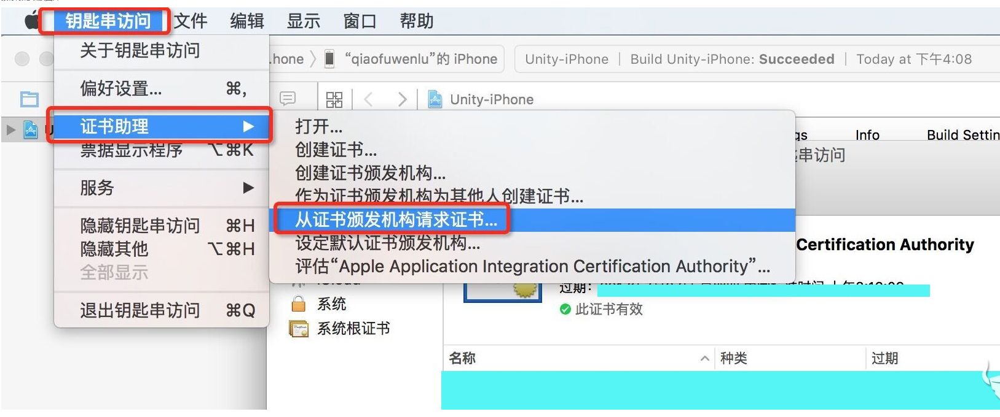 钥匙串访问 文件 编辑 显示 窗口 帮助
关于钥匙串访问
偏好设置... ⌘,
证书助理 ▶
票据显示程序 ⌥⌘K
服务 ▶
隐藏钥匙串访问 ⌘H
隐藏其他 ⌥⌘H
全部显示
退出钥匙串访问 ⌘Q
“qiaofuwenlu”的 iPhone
Unity-iPhone | Build Unity-iPhone: Succeeded | Today at 下午4:08
Unity-iPhone
打开...
创建证书...
创建证书颁发机构...
作为证书颁发机构为其他人创建证书...
从证书颁发机构请求证书...
设定默认证书颁发机构...
评估“Apple Application Integration Certification Authority”...
Info Build Settin
串访问
Certification Authority
过期:
此证书有效
系统
系统根证书
名称 种类 过期